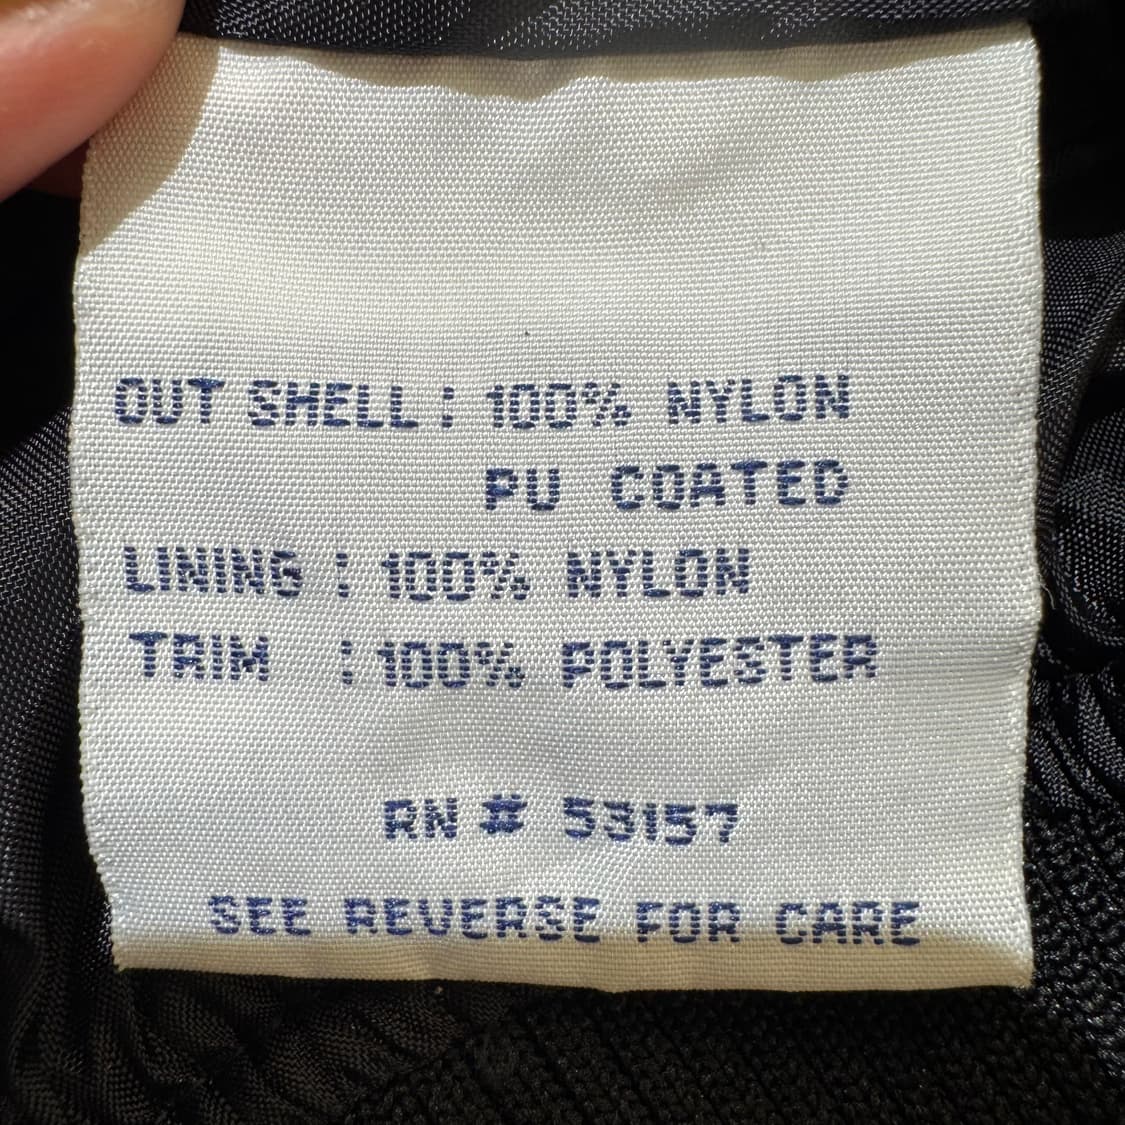 OUT SHELL: 100% NYLON
PU COATED
LINING : 100% NYLON
TRIM : 100% POLYESTER
RN # 53157
SEE REVERSE FOR CARE